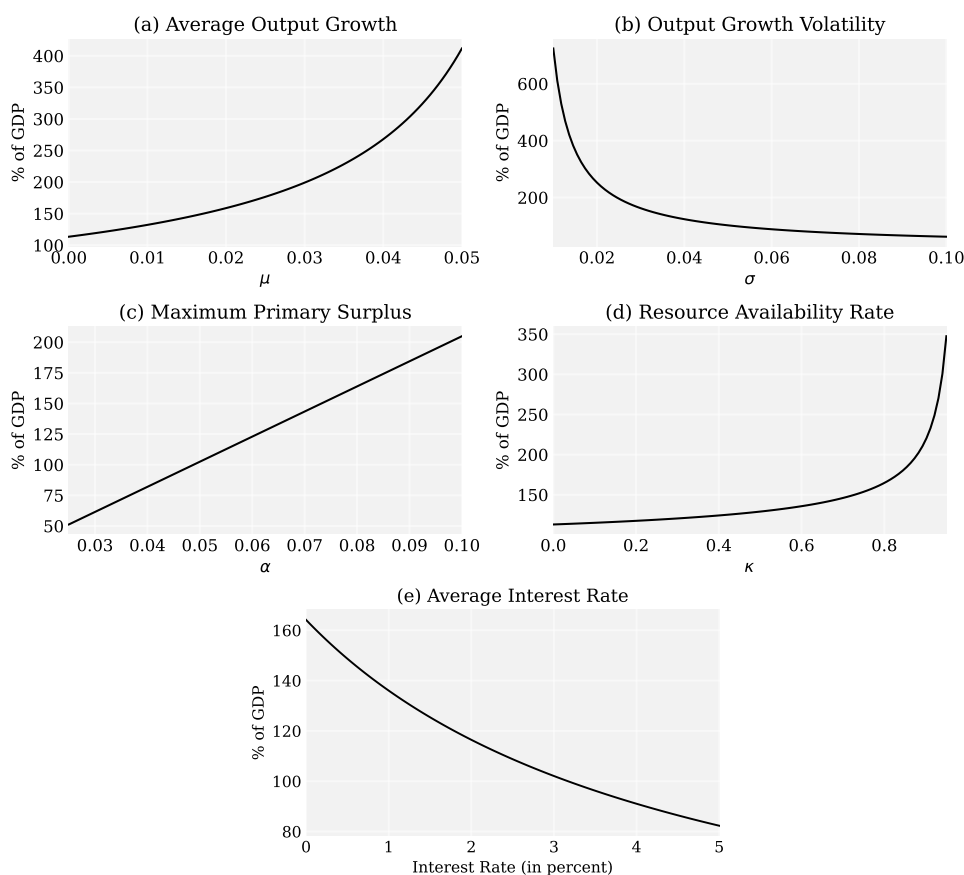 (a) Average Output Growth
% of GDP
400
350
300
250
200
150
100
0.00 0.01 0.02 0.03 0.04 0.05
μ
(b) Output Growth Volatility
% of GDP
600
400
200
0.02 0.04 0.06 0.08 0.10
σ
(c) Maximum Primary Surplus
% of GDP
200
175
150
125
100
75
50
0.03 0.04 0.05 0.06 0.07 0.08 0.09 0.10
α
(d) Resource Availability Rate
% of GDP
350
300
250
200
150
0.0 0.2 0.4 0.6 0.8
κ
(e) Average Interest Rate
% of GDP
160
140
120
100
80
0 1 2 3 4 5
Interest Rate (in percent)